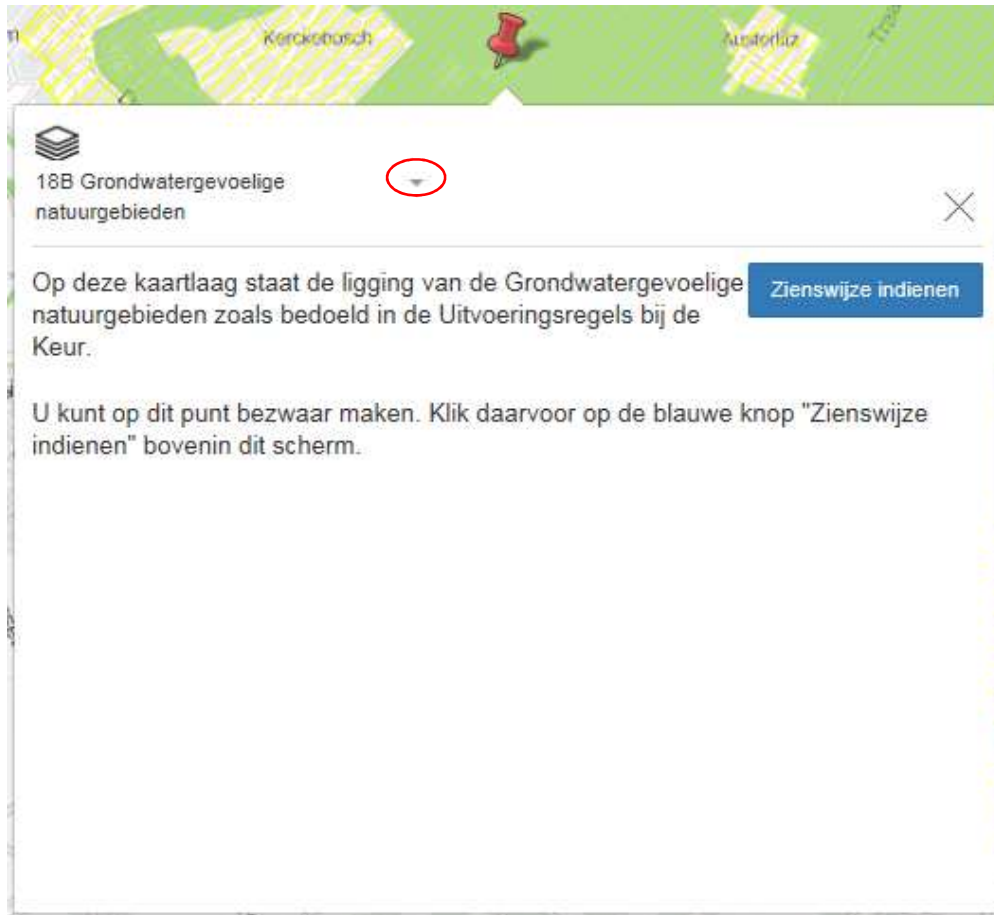 Kerckebosch
Austerlitz
18B Grondwatergevoelige
natuurgebieden
Op deze kaartlaag staat de ligging van de Grondwatergevoelige
natuurgebieden zoals bedoeld in de Uitvoeringsregels bij de
Keur.
Zienswijze indienen
U kunt op dit punt bezwaar maken. Klik daarvoor op de blauwe knop "Zienswijze
indienen" bovenin dit scherm.